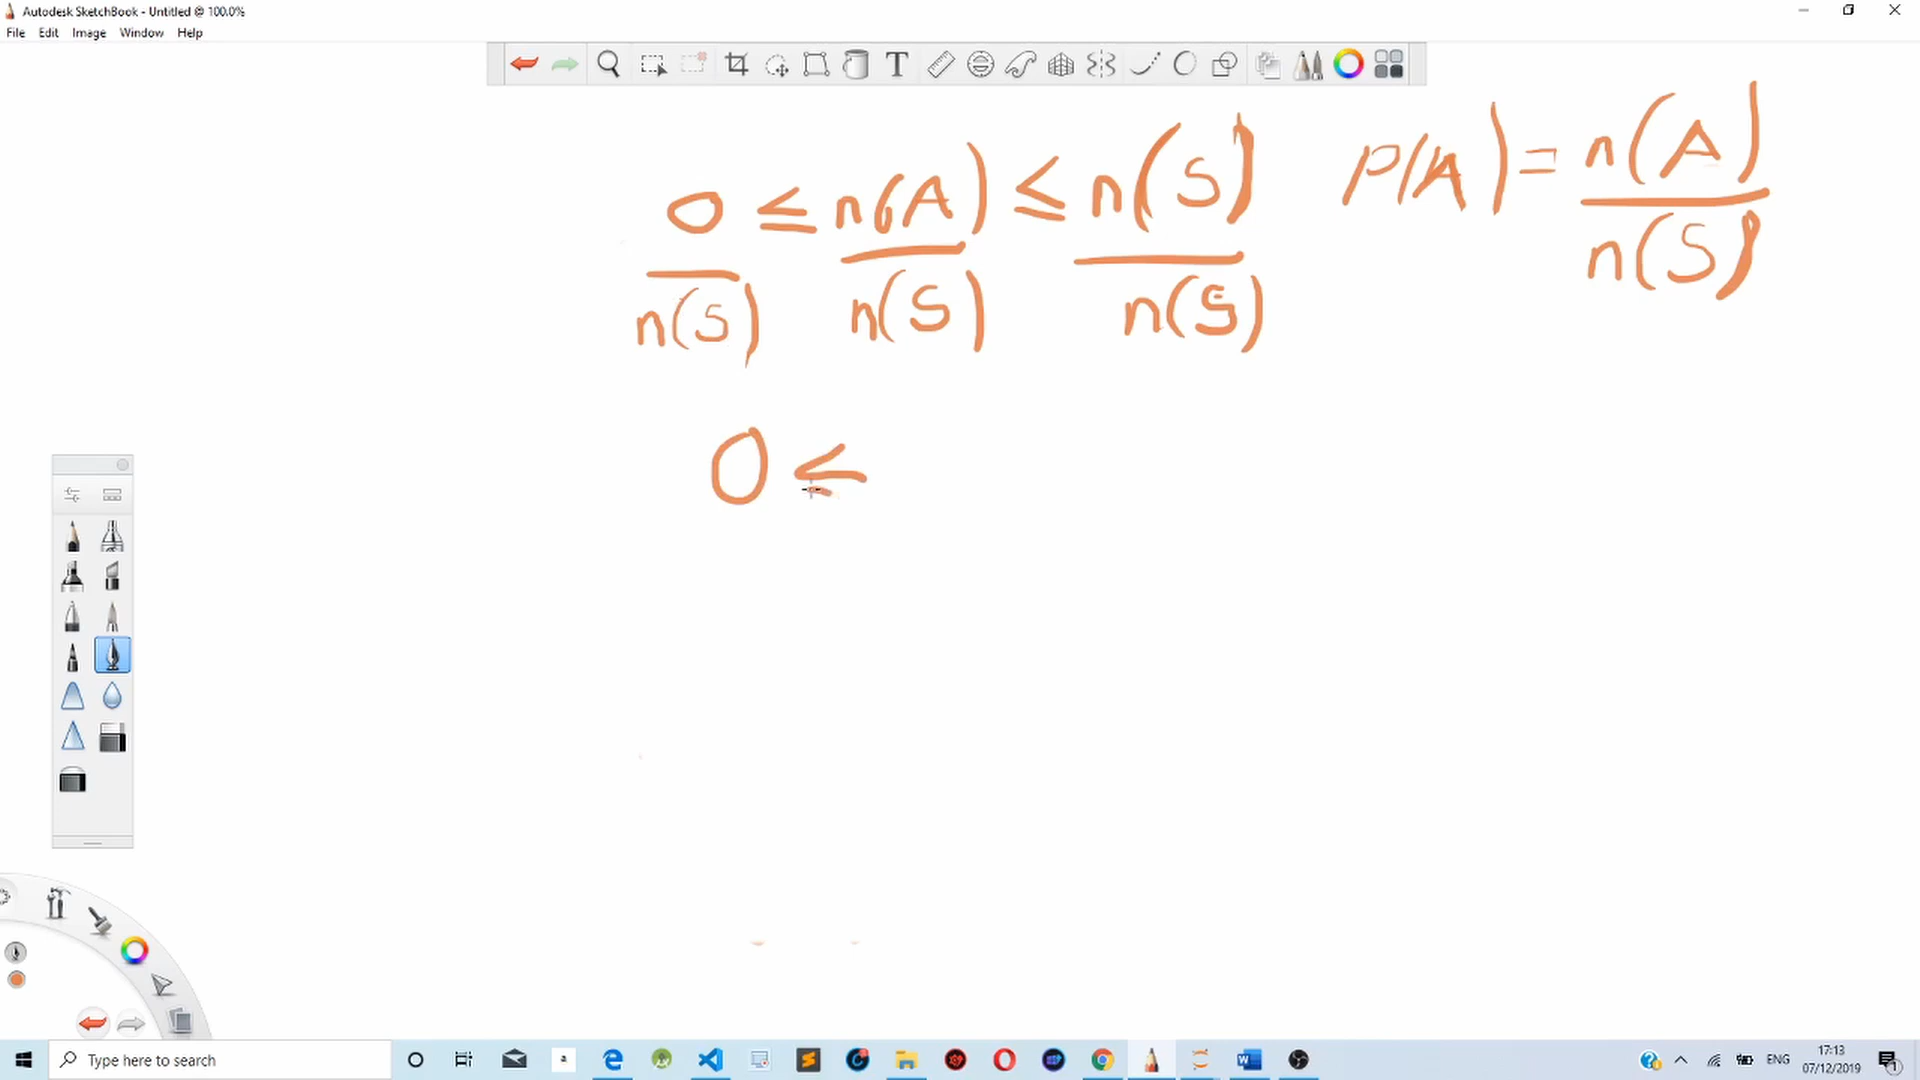 Autodesk SketchBook - Untitled @ 100.0%
File Edit Image Window Help
T
0 ≤ n(A) ≤ n(S)
n(S) n(S) n(S)
P(A) = n(A)
n(S)
0 ≤
Type here to search
a
ENG
17:13
07/12/2019
1